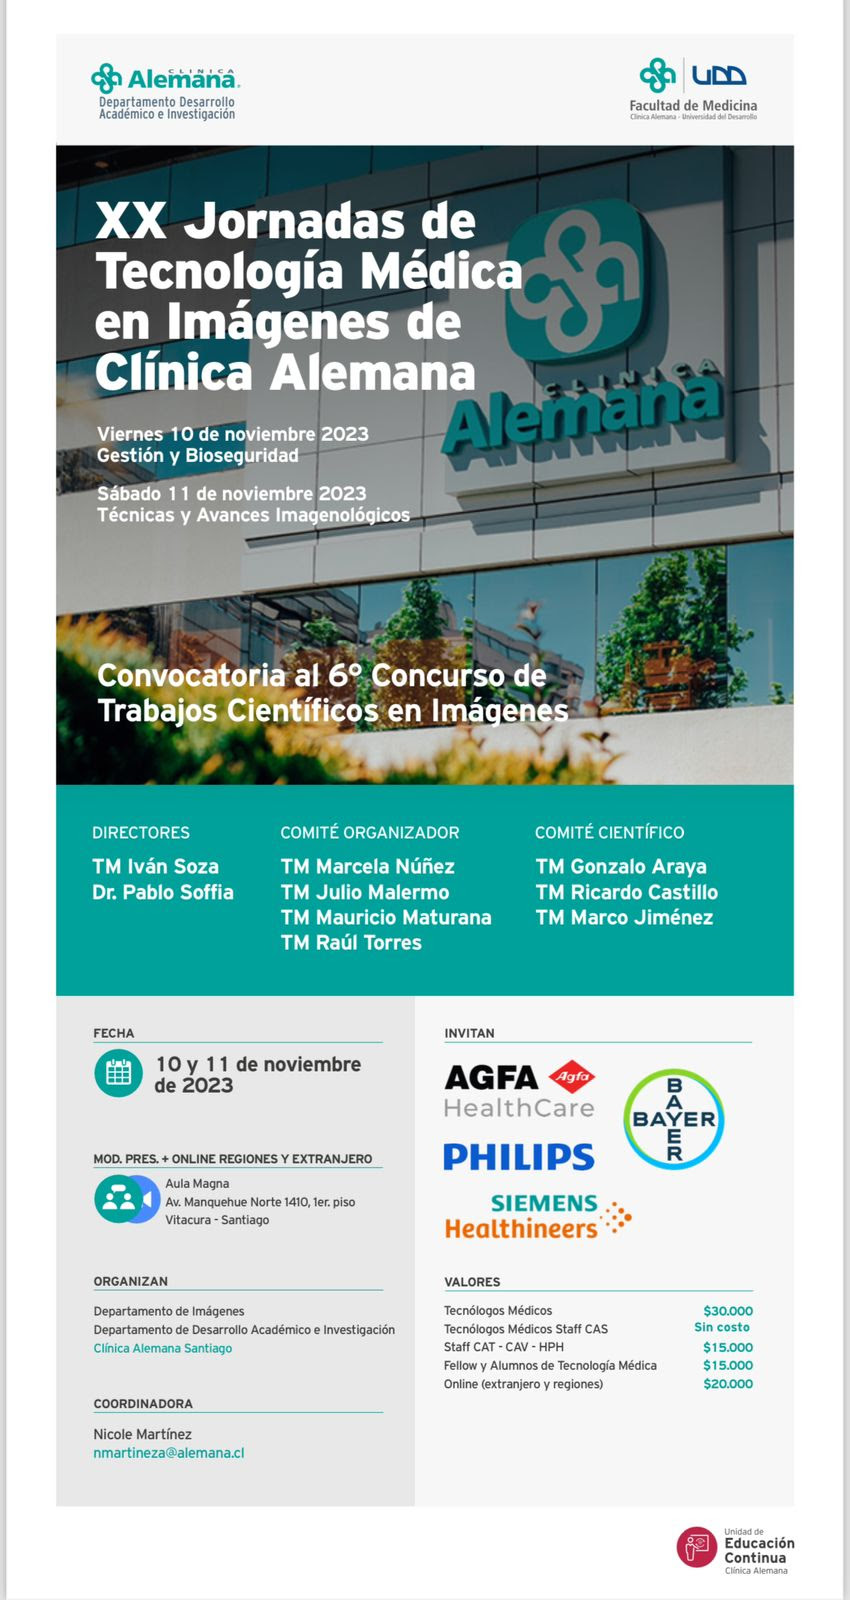 CLINICA
Alemana
Departamento Desarrollo
Académico e Investigación
UDD
Facultad de Medicina
Clínica Alemana - Universidad del Desarrollo
XX Jornadas de
Tecnología Médica
en Imágenes de
Clínica Alemana
CLINICA
Alemana
Viernes 10 de noviembre 2023
Gestión y Bioseguridad
Sábado 11 de noviembre 2023
Técnicas y Avances Imagenológicos
Convocatoria al 6º Concurso de
Trabajos Científicos en Imágenes
DIRECTORES
TM Iván Soza
Dr. Pablo Soffia
COMITÉ ORGANIZADOR
TM Marcela Núñez
TM Julio Malermo
TM Mauricio Maturana
TM Raúl Torres
COMITÉ CIENTÍFICO
TM Gonzalo Araya
TM Ricardo Castillo
TM Marco Jiménez
FECHA
10 y 11 de noviembre
de 2023
MOD. PRES. + ONLINE REGIONES Y EXTRANJERO
Aula Magna
Av. Manquehue Norte 1410, 1er. piso
Vitacura - Santiago
ORGANIZAN
Departamento de Imágenes
Departamento de Desarrollo Académico e Investigación
Clínica Alemana Santiago
COORDINADORA
Nicole Martínez
nmartineza@alemana.cl
INVITAN
AGFA Agfa
HealthCare
BAYER
BAYER
PHILIPS
SIEMENS
Healthineers
VALORES
Tecnólogos Médicos $30.000
Tecnólogos Médicos Staff CAS Sin costo
Staff CAT - CAV - HPH $15.000
Fellow y Alumnos de Tecnología Médica $15.000
Online (extranjero y regiones) $20.000
Unidad de
Educación
Continua
Clínica Alemana